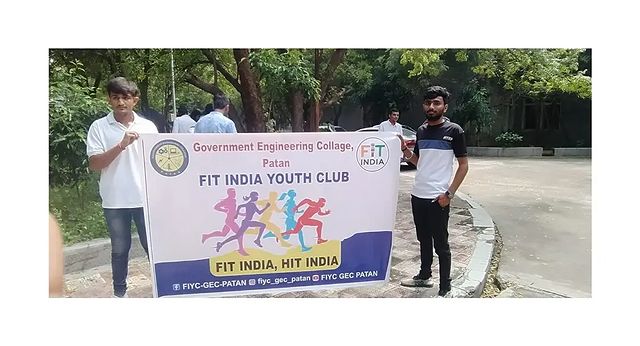 Government Engineering Collage,
Patan
FIT INDIA YOUTH CLUB
FiT
INDIA
FIT INDIA, HIT INDIA
FIYC-GEC-PATAN fiyc_gec_patan FIYC GEC PATAN